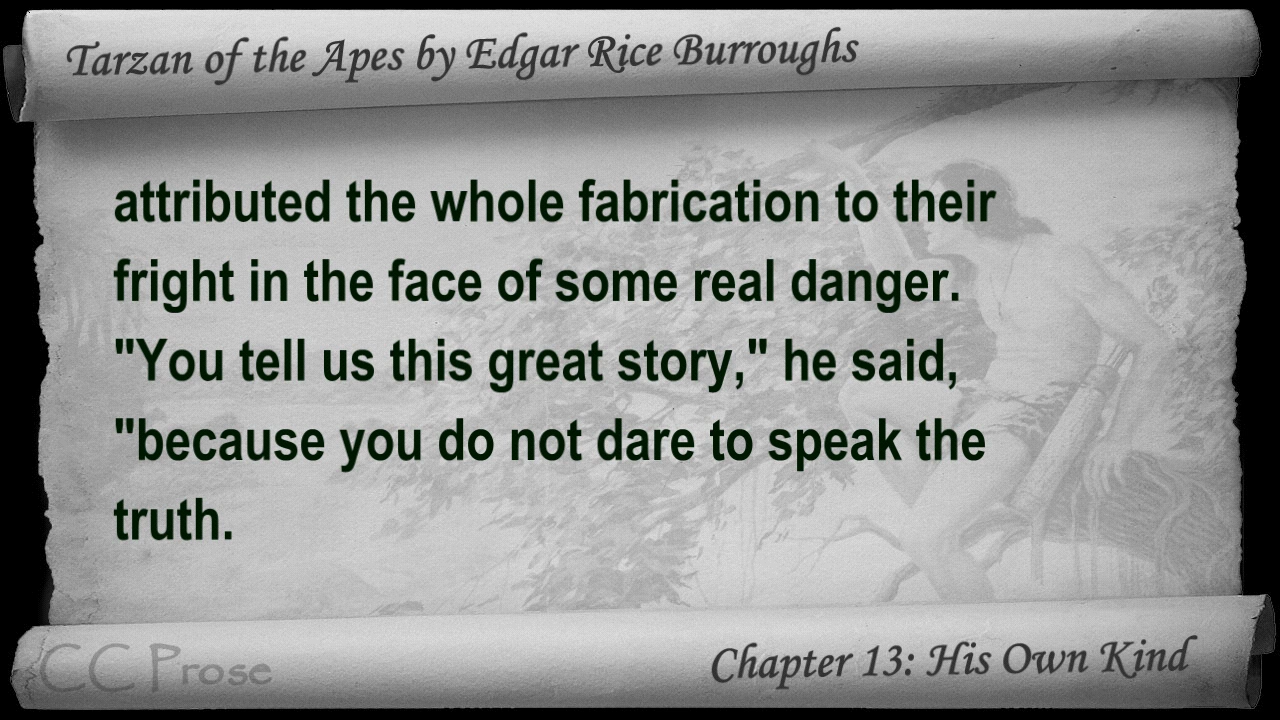 Tarzan of the Apes by Edgar Rice Burroughs
attributed the whole fabrication to their
fright in the face of some real danger.
"You tell us this great story," he said,
"because you do not dare to speak the
truth.
CC Prose
Chapter 13: His Own Kind